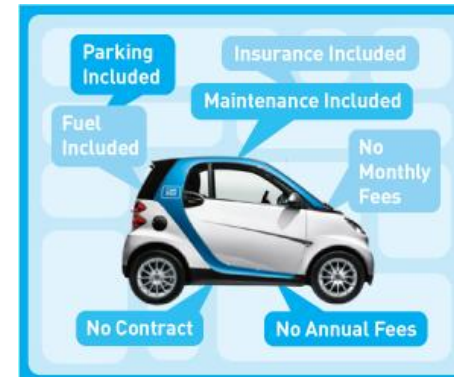 Parking
Included
Insurance Included
Maintenance Included
Fuel
Included
No
Monthly
Fees
No Contract
No Annual Fees